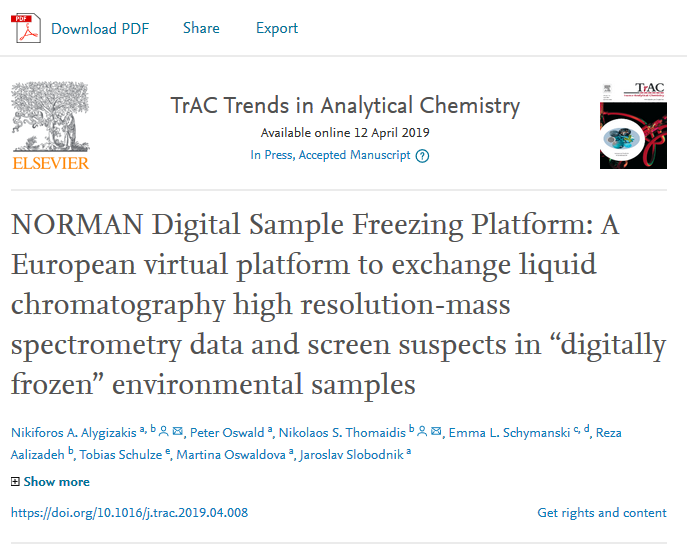 Download PDF Share Export
TrAC Trends in Analytical Chemistry
Available online 12 April 2019
In Press, Accepted Manuscript ?
ELSEVIER
TrAC
NORMAN Digital Sample Freezing Platform: A
European virtual platform to exchange liquid
chromatography high resolution-mass
spectrometry data and screen suspects in “digitally
frozen” environmental samples
Nikiforos A. Alygizakis a, b, Peter Oswald a, Nikolaos S. Thomaidis b, Emma L. Schymanski c, d, Reza
Aalizadeh b, Tobias Schulze e, Martina Oswaldova a, Jaroslav Slobodnik a
Show more
https://doi.org/10.1016/j.trac.2019.04.008 Get rights and content